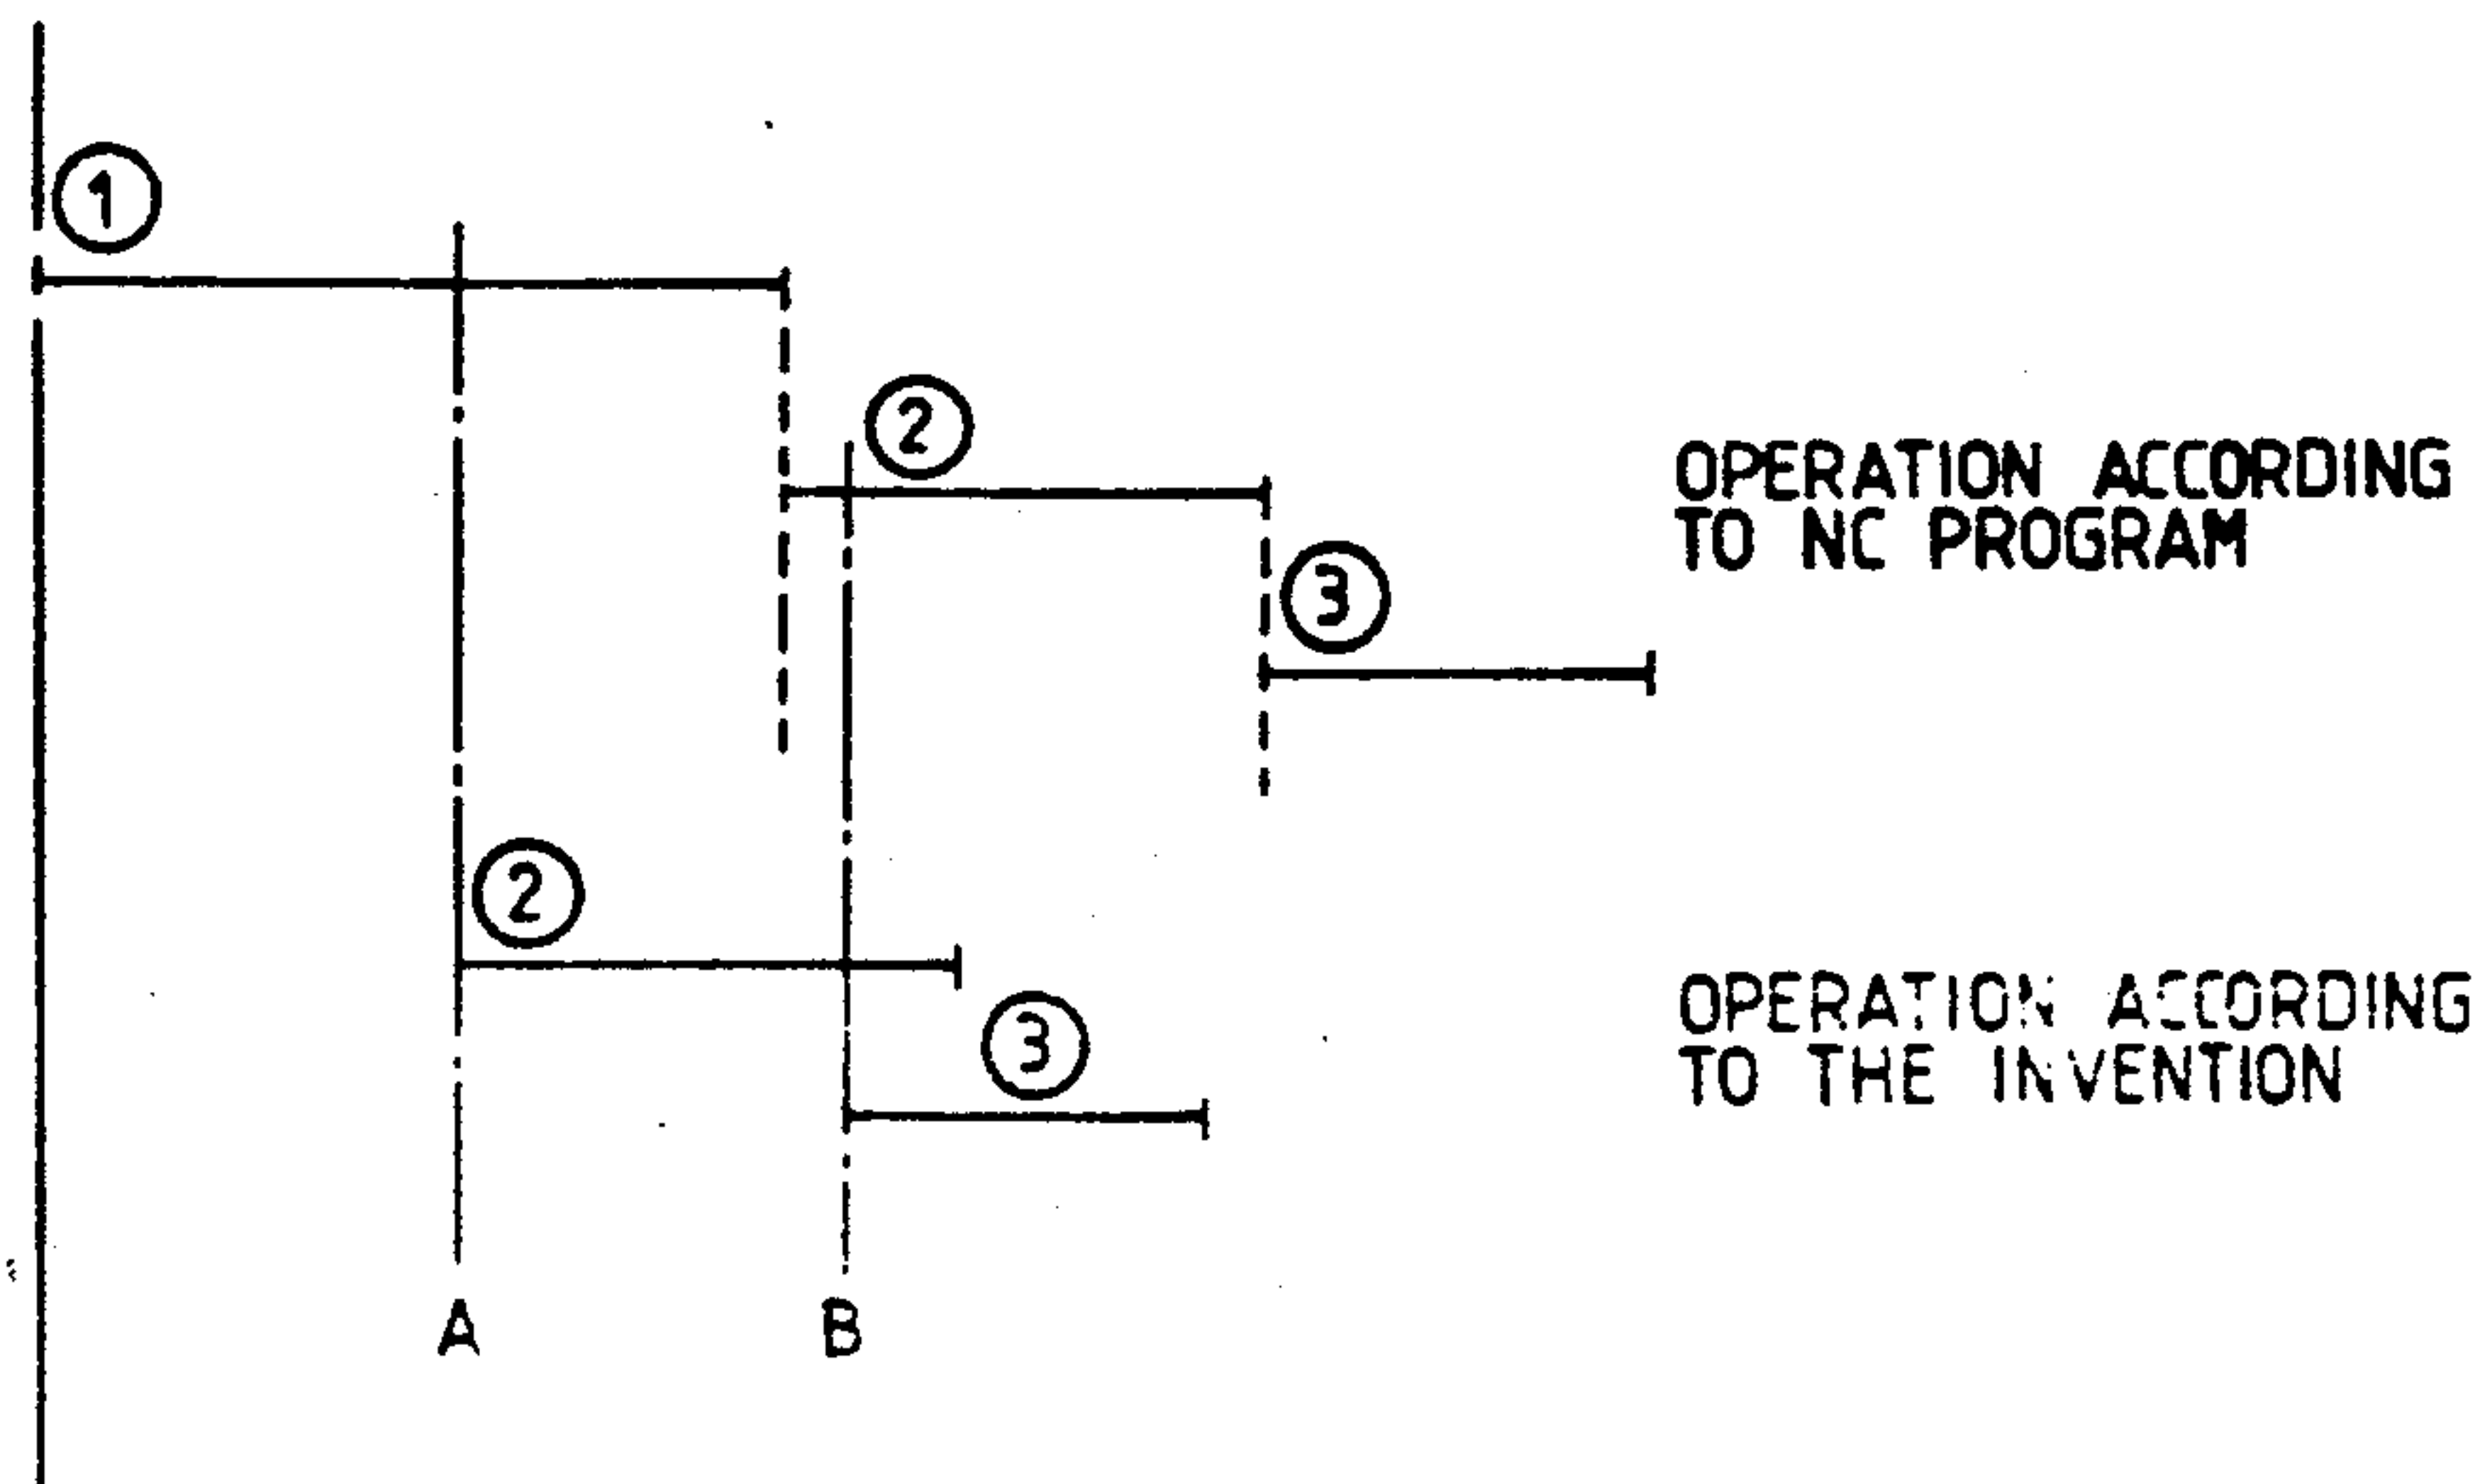 ①
②
OPERATION ACCORDING
TO NC PROGRAM
③
②
OPERATION ACCORDING
TO THE INVENTION
③
A
B